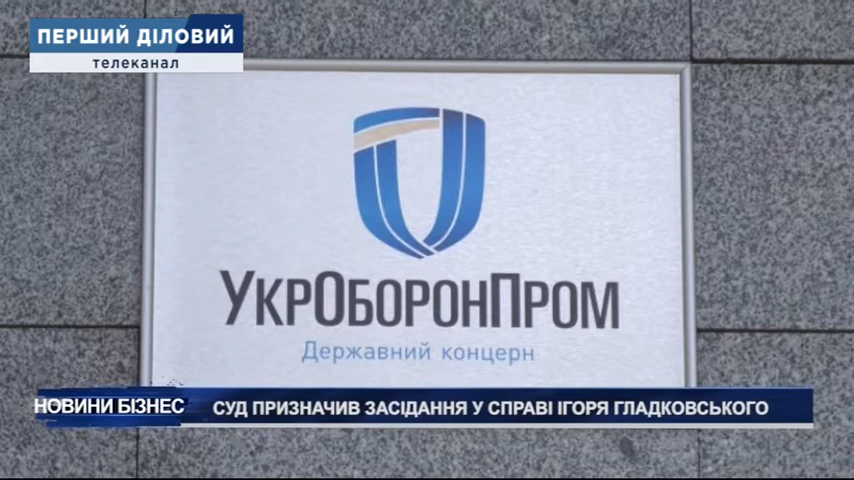 ПЕРШИЙ ДІЛОВИЙ
телеканал
УКРОБОРОНПРОМ
Державний концерн
НОВИНИ БІЗНЕС
СУД ПРИЗНАЧИВ ЗАСІДАННЯ У СПРАВІ ІГОРЯ ГЛАДКОВСЬКОГО